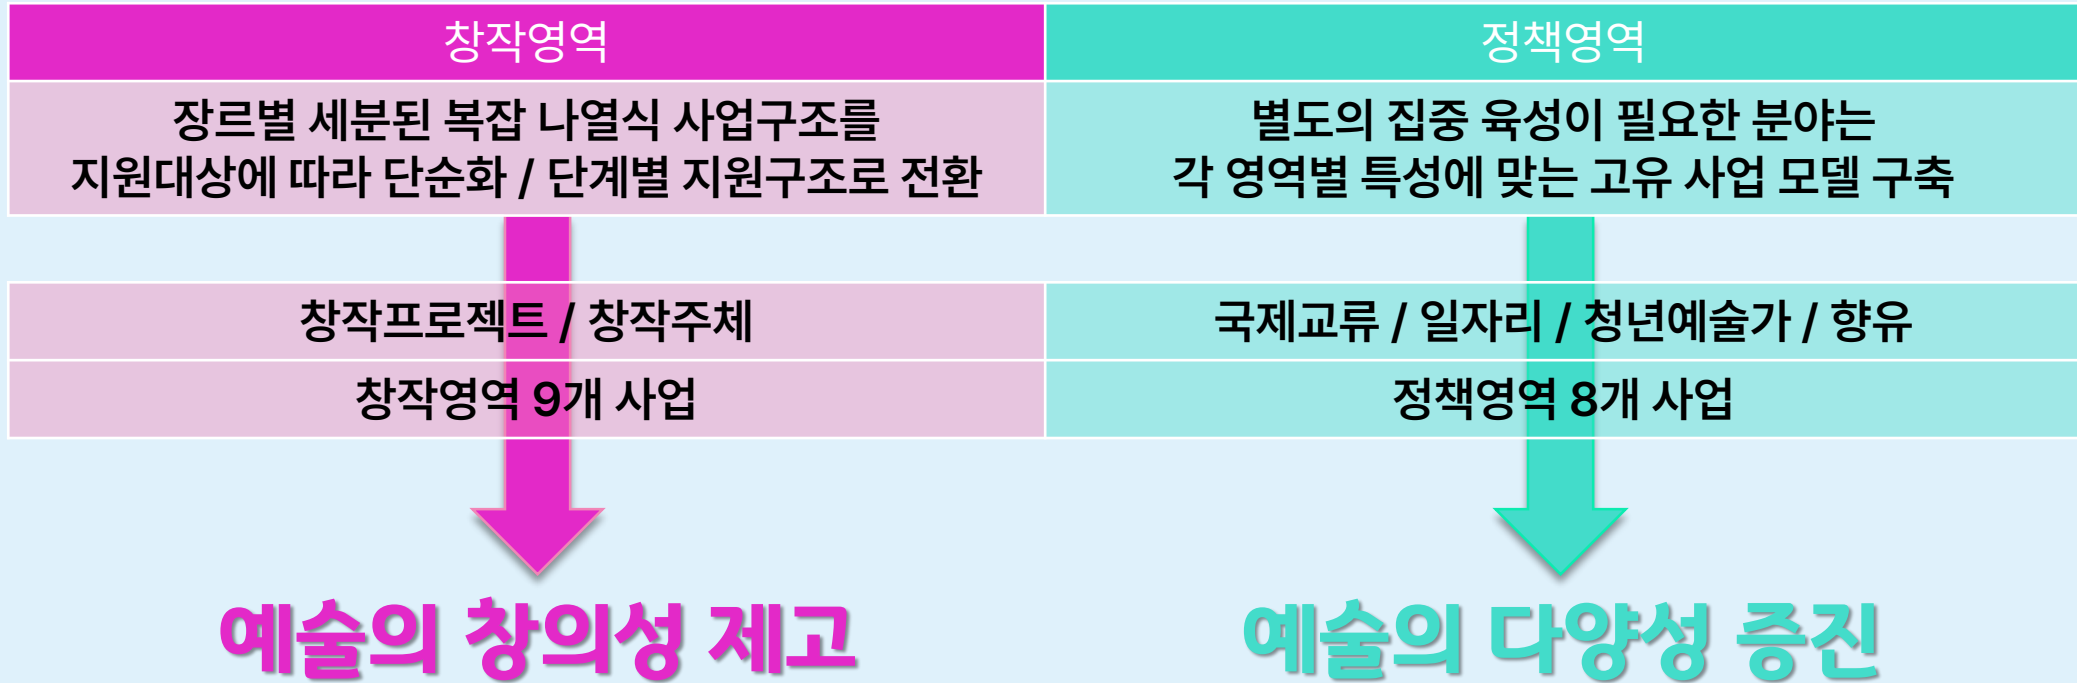 창작영역
정책영역
장르별 세분된 복잡 나열식 사업구조를
지원대상에 따라 단순화 / 단계별 지원구조로 전환
별도의 집중 육성이 필요한 분야는
각 영역별 특성에 맞는 고유 사업 모델 구축
창작프로젝트 / 창작주체
국제교류 / 일자리 / 청년예술가 / 향유
창작영역 9개 사업
정책영역 8개 사업
예술의 창의성 제고
예술의 다양성 증진